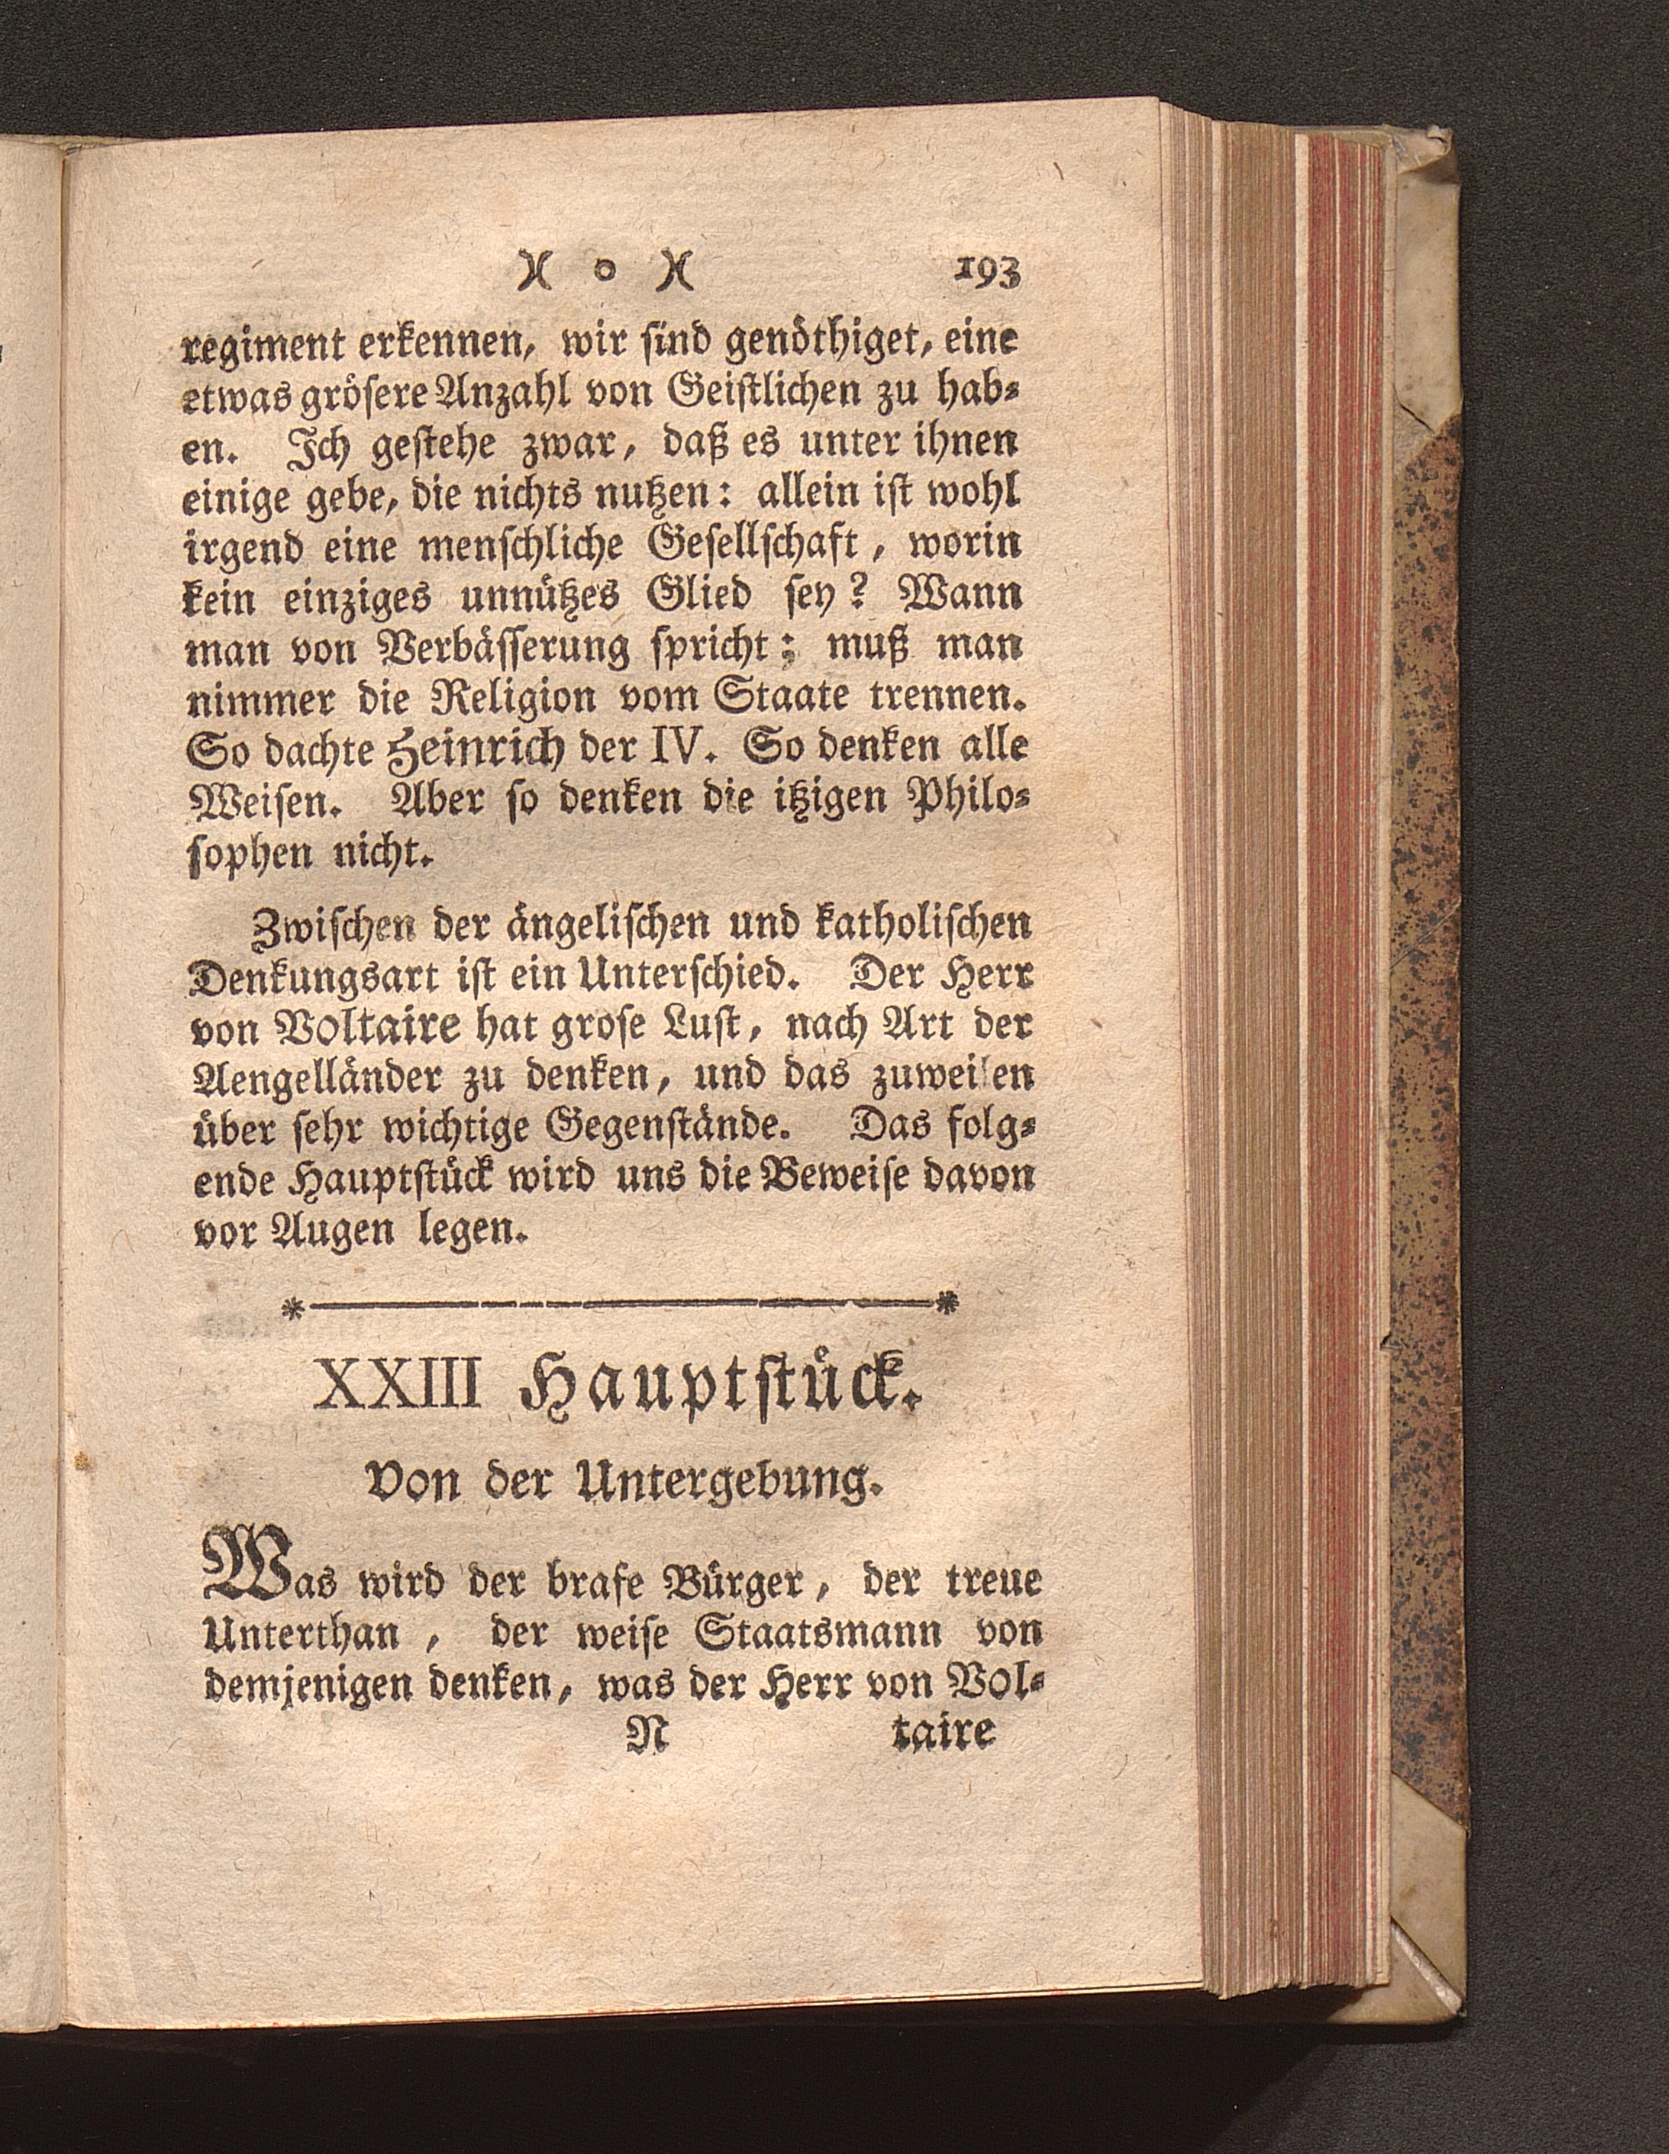 )( o )( 193
regiment erkennen, wir sind genöthiget, eine
etwas grösere Anzahl von Geistlichen zu hab⸗
en. Ich gestehe zwar, daß es unter ihnen
einige gebe, die nichts nutzen: allein ist wohl
irgend eine menschliche Gesellschaft, worin
kein einziges unnützes Glied sey? Wann
man von Verbässerung spricht; muß man
nimmer die Religion vom Staate trennen.
So dachte Heinrich der IV. So denken alle
Weisen. Aber so denken die itzigen Philo⸗
sophen nicht.
Zwischen der ängelischen und katholischen
Denkungsart ist ein Unterschied. Der Herr
von Voltaire hat grose Lust, nach Art der
Aengelländer zu denken, und das zuweilen
über sehr wichtige Gegenstände. Das folg⸗
ende Hauptstück wird uns die Beweise davon
vor Augen legen.
XXIII Hauptstück.
Von der Untergebung.
Was wird der brafe Bürger, der treue
Unterthan, der weise Staatsmann von
demjenigen denken, was der Herr von Vol⸗
N taire